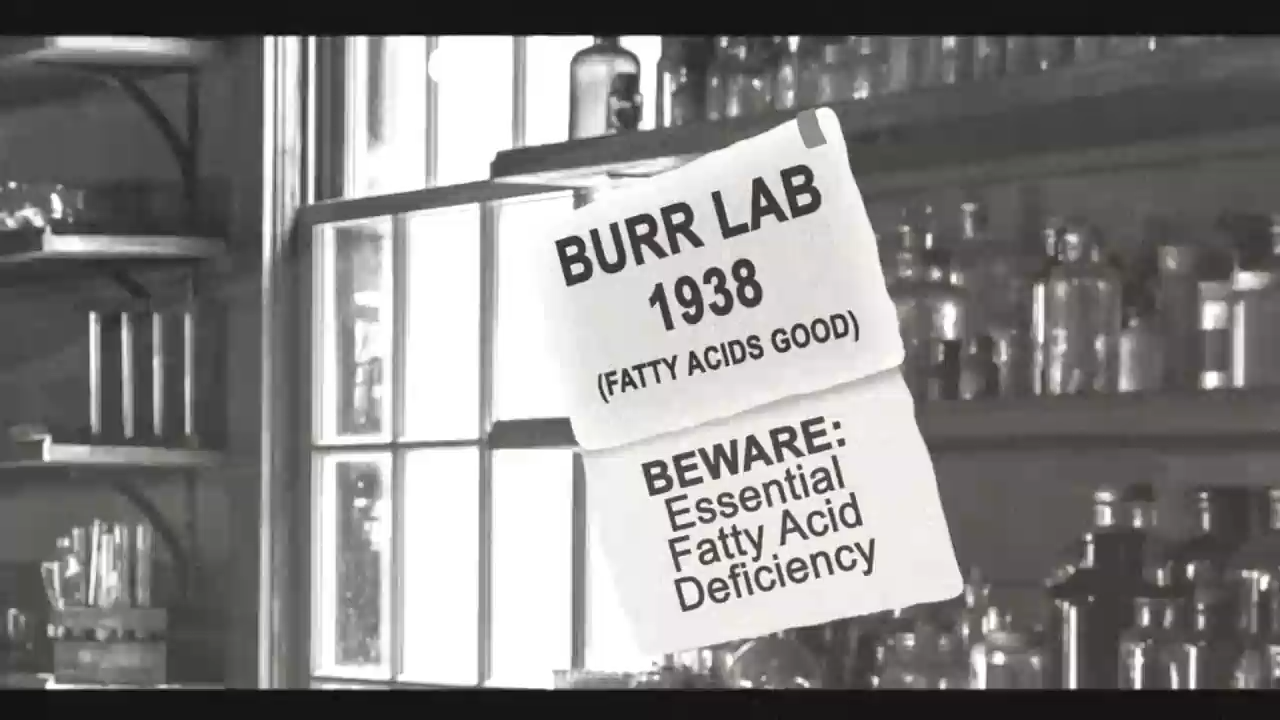 BURR LAB
1938
(FATTY ACIDS GOOD)
BEWARE:
Essential
Fatty Acid
Deficiency